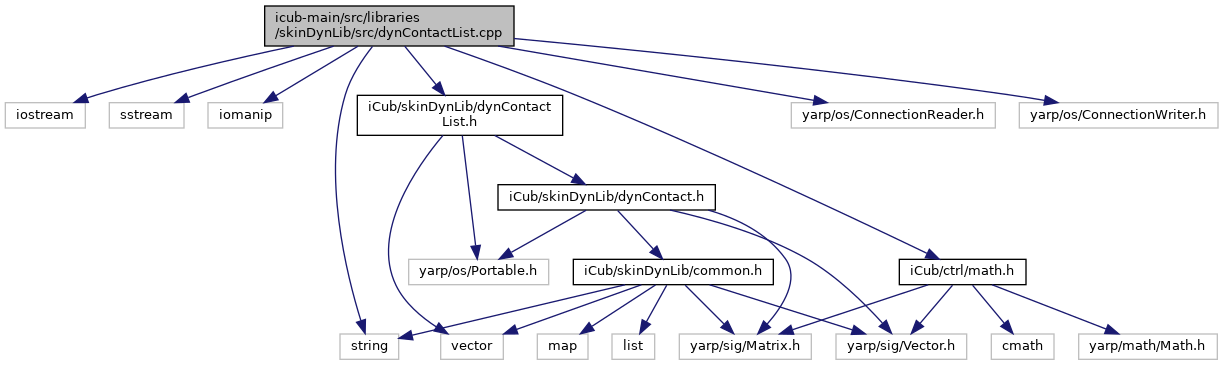 icub-main/src/libraries
/skinDynLib/src/dynContactList.cpp
iostream
sstream
iomanip
iCub/skinDynLib/dynContact
List.h
yarp/os/ConnectionReader.h
yarp/os/ConnectionWriter.h
iCub/skinDynLib/dynContact.h
yarp/os/Portable.h
iCub/skinDynLib/common.h
iCub/ctrl/math.h
string
vector
map
list
yarp/sig/Matrix.h
yarp/sig/Vector.h
cmath
yarp/math/Math.h